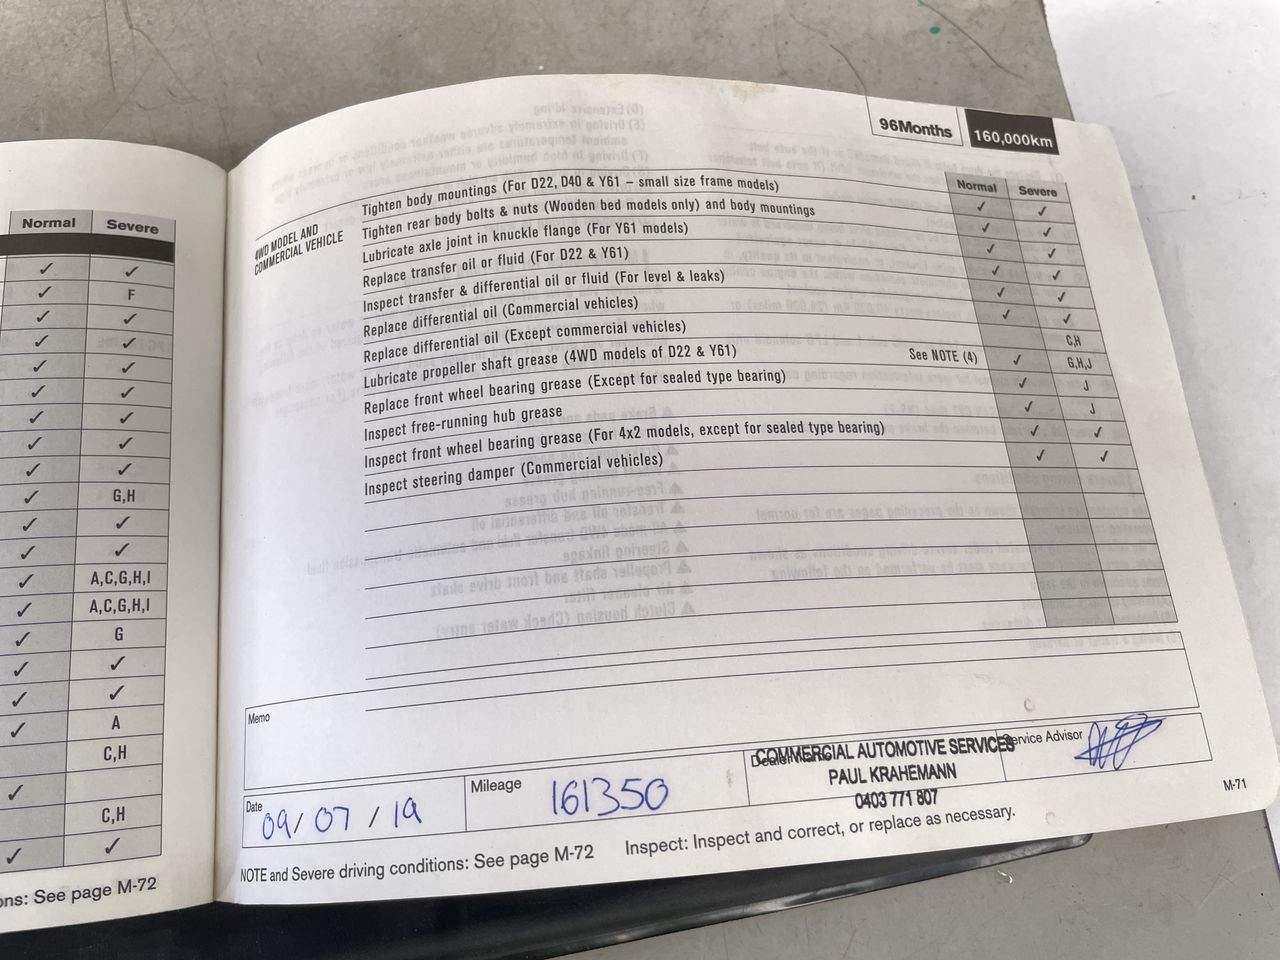 Normal Severe
✓ ✓
✓ F
✓ ✓
✓ ✓
✓ ✓
✓ ✓
✓ ✓
✓ ✓
✓ ✓
✓ G,H
✓ ✓
✓ ✓
✓ A,C,G,H,I
✓ A,C,G,H,I
✓ G
✓ ✓
✓ ✓
✓ A
C,H
✓
C,H
✓ ✓
ons: See page M-72
96Months 160,000km
Normal Severe
4WD MODEL AND
COMMERCIAL VEHICLE
Tighten body mountings (For D22, D40 & Y61 – small size frame models) ✓ ✓
Tighten rear body bolts & nuts (Wooden bed models only) and body mountings ✓ ✓
Lubricate axle joint in knuckle flange (For Y61 models) ✓ ✓
Replace transfer oil or fluid (For D22 & Y61) ✓ ✓
Inspect transfer & differential oil or fluid (For level & leaks) ✓ ✓
Replace differential oil (Commercial vehicles) ✓ ✓
Replace differential oil (Except commercial vehicles) C,H
Lubricate propeller shaft grease (4WD models of D22 & Y61) See NOTE (4) ✓ G,H,J
Replace front wheel bearing grease (Except for sealed type bearing) ✓ J
Inspect free-running hub grease ✓ J
Inspect front wheel bearing grease (For 4x2 models, except for sealed type bearing) ✓ ✓
Inspect steering damper (Commercial vehicles) ✓ ✓
Memo
Date 09/07/19
Mileage 161350
COMMERCIAL AUTOMOTIVE SERVICES
PAUL KRAHEMANN
0403 771 807
Service Advisor
NOTE and Severe driving conditions: See page M-72 Inspect: Inspect and correct, or replace as necessary.
M-71